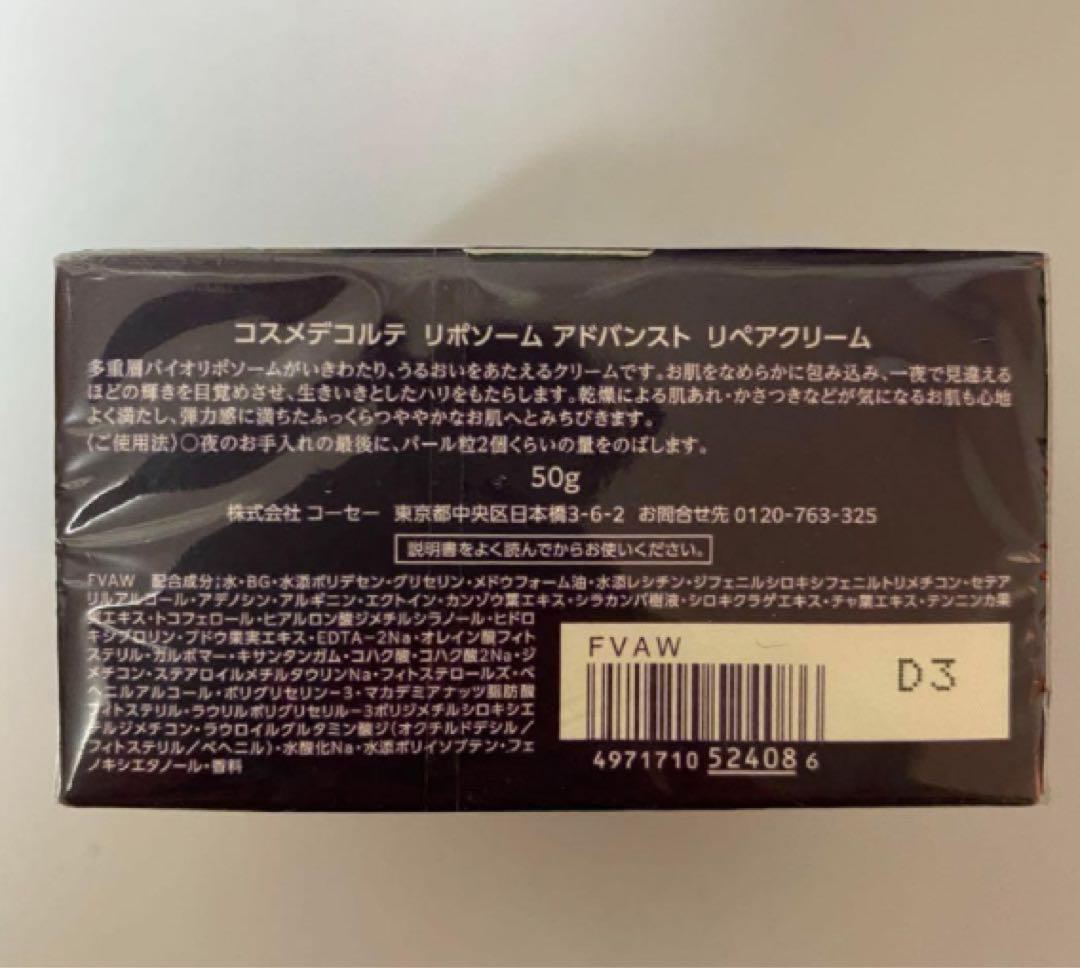 コスメデコルテ リポソーム アドバンスト リペアクリーム
多重層バイオリポソームがいきわたり、うるおいをあたえるクリームです。お肌をなめらかに包み込み、一夜で見違える
ほどの輝きを目覚めさせ、生きいきとしたハリをもたらします。乾燥による肌あれ・かさつきなどが気になるお肌も心地
よく満たし、弾力感に満ちたふっくらつややかなお肌へとみちびきます。
〈ご使用法〉○夜のお手入れの最後に、パール粒2個くらいの量をのばします。
50g
株式会社 コーセー 東京都中央区日本橋3-6-2 お問合せ先 0120-763-325
説明書をよく読んでからお使いください。
FVAW 配合成分:水・BG・水添ポリデセン・グリセリン・メドウフォーム油・水添レシチン・ジフェニルシロキシフェニルトリメチコン・セテア
リルアルコール・アデノシン・アルギニン・エクトイン・カンゾウ葉エキス・シラカンバ樹液・シロキクラゲエキス・チャ葉エキス・テンニンカ果
実エキス・トコフェロール・ヒアルロン酸ジメチルシラノール・ヒドロ
キシプロリン・ブドウ果実エキス・EDTA-2Na・オレイン酸フィト
ステリル・カルボマー・キサンタンガム・コハク酸・コハク酸2Na・ジ
メチコン・ステアロイルメチルタウリンNa・フィトステロールズ・ベ
ヘニルアルコール・ポリグリセリン-3・マカデミアナッツ脂肪酸
フィトステリル・ラウリルポリグリセリル-3ポリジメチルシロキシエ
チルジメチコン・ラウロイルグルタミン酸ジ(オクチルドデシル/
フィトステリル/ベヘニル)・水酸化Na・水添ポリイソブテン・フェ
ノキシエタノール・香料
FVAW
D3
4971710 52408 6